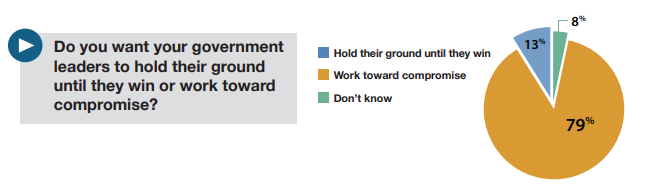 Do you want your government
leaders to hold their ground
until they win or work toward
compromise?
Hold their ground until they win
Work toward compromise
Don't know
8%
13%
79%